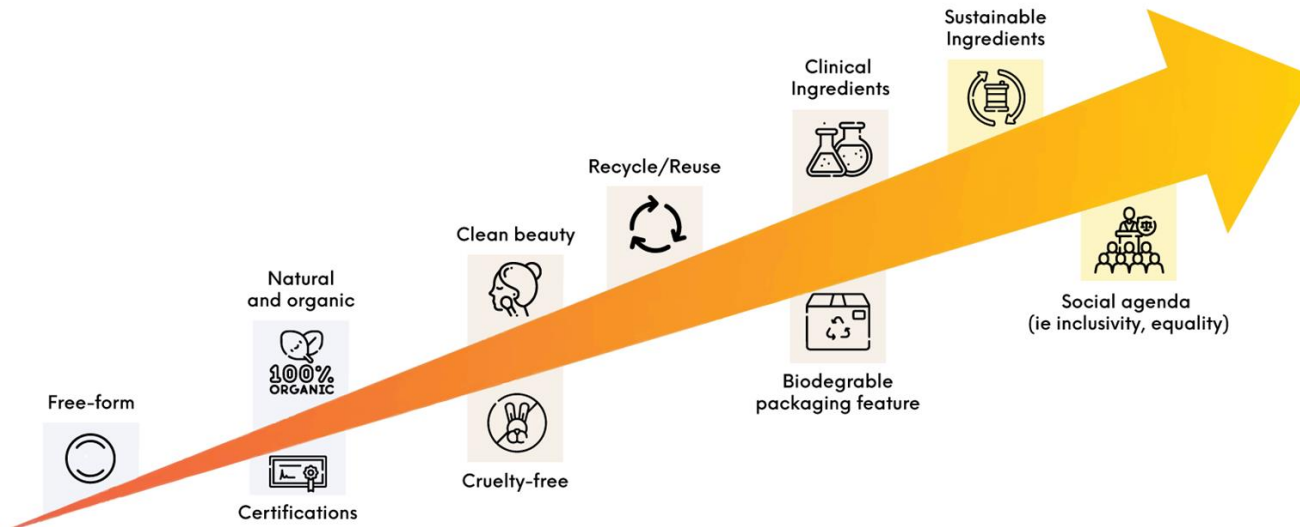 Free-form
Natural
and organic
100%
ORGANIC
Certifications
Clean beauty
Cruelty-free
Recycle/Reuse
Clinical
Ingredients
Biodegrable
packaging feature
Sustainable
Ingredients
Social agenda
(ie inclusivity, equality)